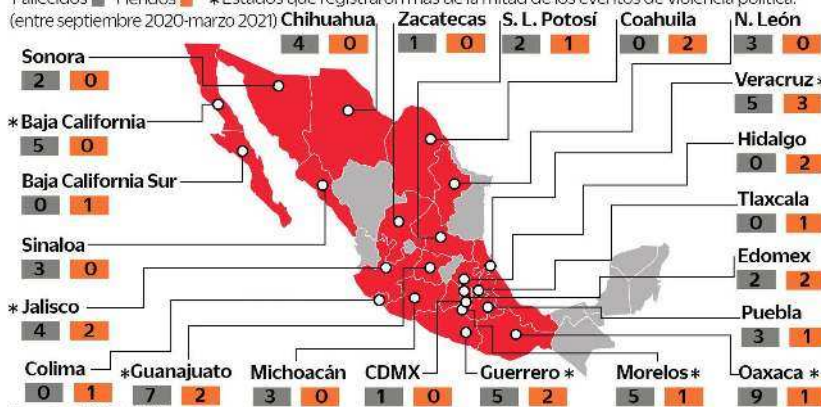 Fallecidos Heridos *Estados que registraron más de la mitad de los eventos de violencia política.
(entre septiembre 2020-marzo 2021)
Chihuahua
4 0
Zacatecas
1 0
S. L. Potosí
2 1
Coahuila
0 2
N. León
3 0
Sonora
2 0
Veracruz *
5 3
* Baja California
5 0
Hidalgo
0 2
Baja California Sur
0 1
Tlaxcala
0 1
Sinaloa
3 0
Edomex
2 2
* Jalisco
4 2
Puebla
3 1
Colima
0 1
*Guanajuato
7 2
Michoacán
3 0
CDMX
1 0
Guerrero *
5 2
Morelos *
5 1
Oaxaca *
9 1